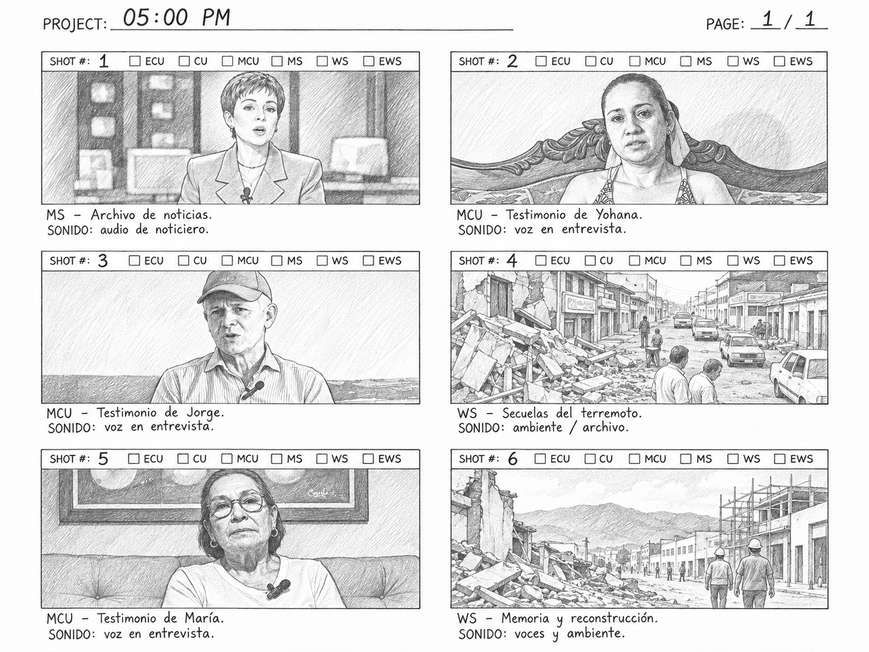 PROJECT: 05:00 PM
PAGE: 1 / 1
SHOT #: 1 ECU CU MCU MS WS EWS
MS – Archivo de noticias.
SONIDO: audio de noticiero.
SHOT #: 2 ECU CU MCU MS WS EWS
MCU – Testimonio de Yohana.
SONIDO: voz en entrevista.
SHOT #: 3 ECU CU MCU MS WS EWS
MCU – Testimonio de Jorge.
SONIDO: voz en entrevista.
SHOT #: 4 ECU CU MCU MS WS EWS
WS – Secuelas del terremoto.
SONIDO: ambiente / archivo.
SHOT #: 5 ECU CU MCU MS WS EWS
MCU – Testimonio de María.
SONIDO: voz en entrevista.
SHOT #: 6 ECU CU MCU MS WS EWS
WS – Memoria y reconstrucción.
SONIDO: voces y ambiente.